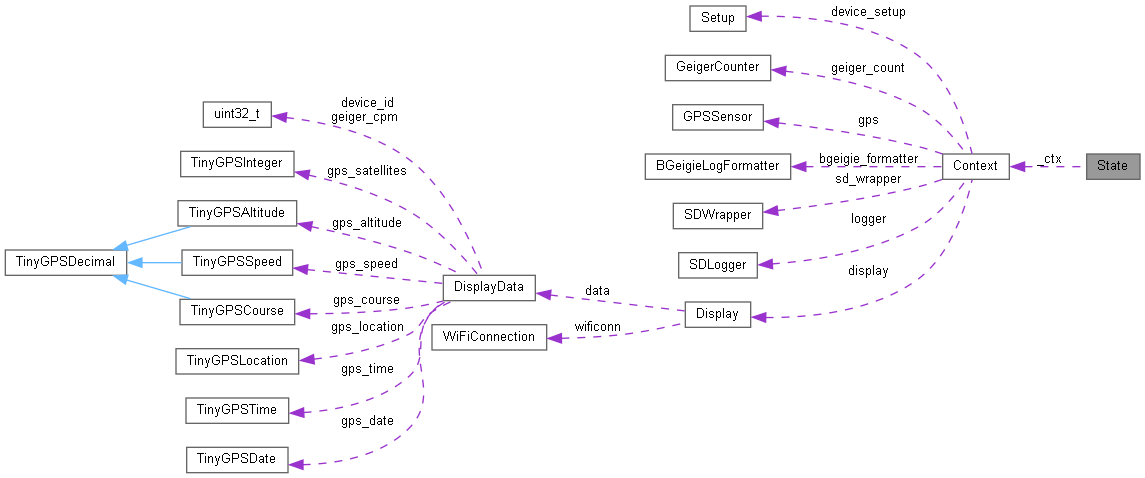 device_setup
Setup
geiger_count
GeigerCounter
device_id
geiger_cpm
uint32_t
gps
GPSSensor
TinyGPSInteger
gps_satellites
BGeigieLogFormatter
bgeigie_formatter
Context
_ctx
State
sd_wrapper
TinyGPSAltitude
gps_altitude
SDWrapper
logger
TinyGPSDecimal
TinyGPSSpeed
gps_speed
SDLogger
display
DisplayData
data
TinyGPSCourse
gps_course
Display
gps_location
WiFiConnection
wificonn
TinyGPSLocation
gps_time
TinyGPSTime
gps_date
TinyGPSDate